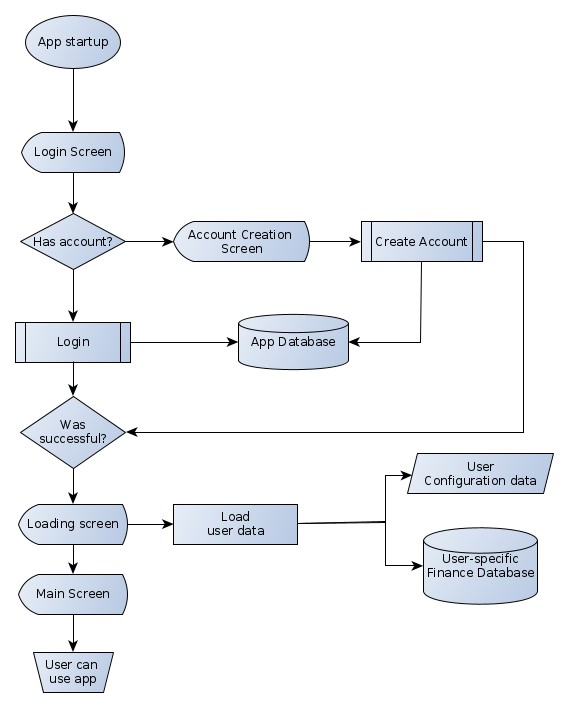 App startup
Login Screen
Has account?
Account Creation
Screen
Create Account
Login
App Database
Was
successful?
User
Configuration data
Loading screen
Load
user data
User-specific
Finance Database
Main Screen
User can
use app